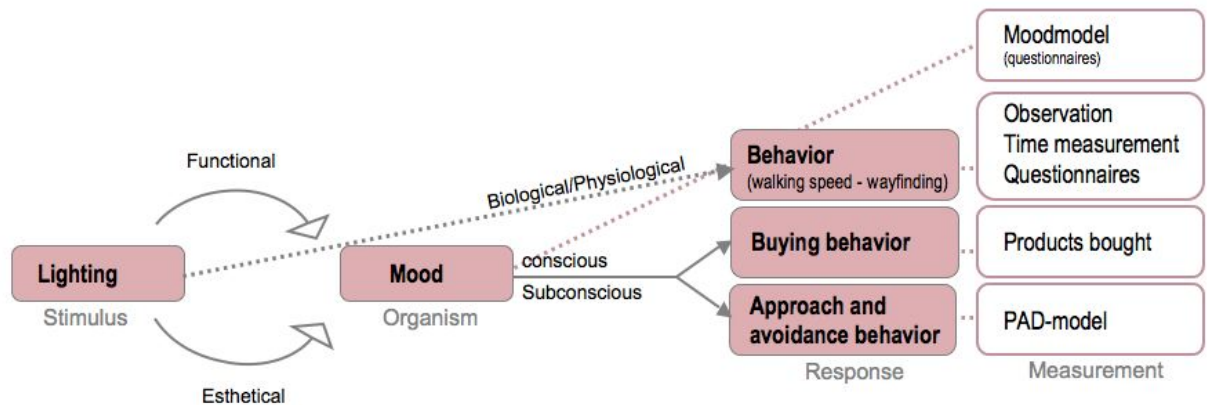 Functional
Lighting
Stimulus
Esthetical
Biological/Physiological
Mood
Organism
conscious
Subconscious
Behavior
(walking speed - wayfinding)
Buying behavior
Approach and
avoidance behavior
Response
Moodmodel
(questionnaires)
Observation
Time measurement
Questionnaires
Products bought
PAD-model
Measurement